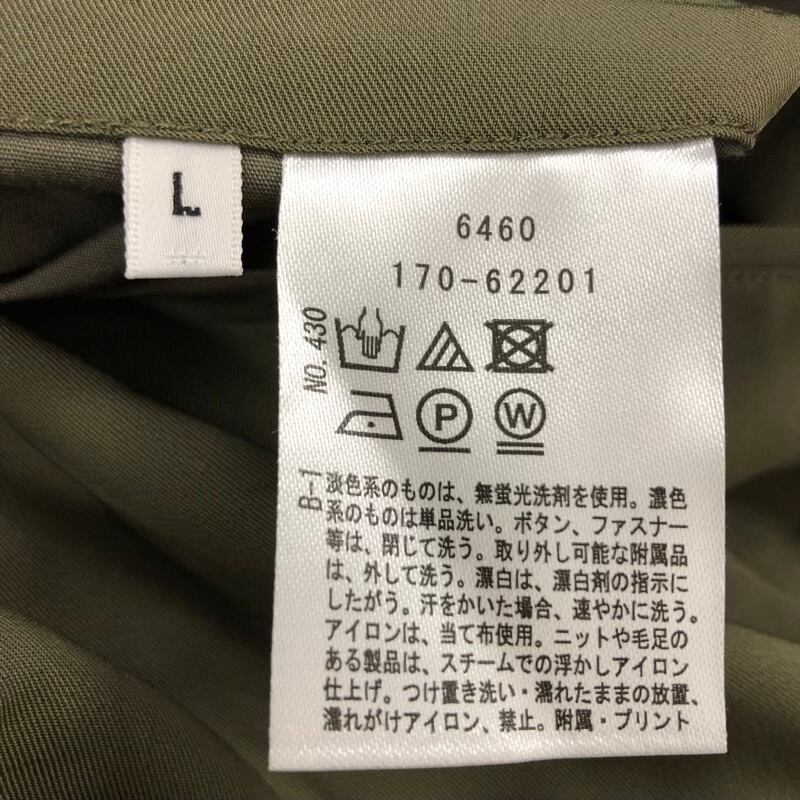 L
6460
170-62201
NO. 430
P
W
B-1
淡色系のものは、無蛍光洗剤を使用。濃色
系のものは単品洗い。ボタン、ファスナー
等は、閉じて洗う。取り外し可能な附属品
は、外して洗う。漂白は、漂白剤の指示に
したがう。汗をかいた場合、速やかに洗う。
アイロンは、当て布使用。ニットや毛足の
ある製品は、スチームでの浮かしアイロン
仕上げ。つけ置き洗い・濡れたままの放置、
濡れがけアイロン、禁止。附属・プリント